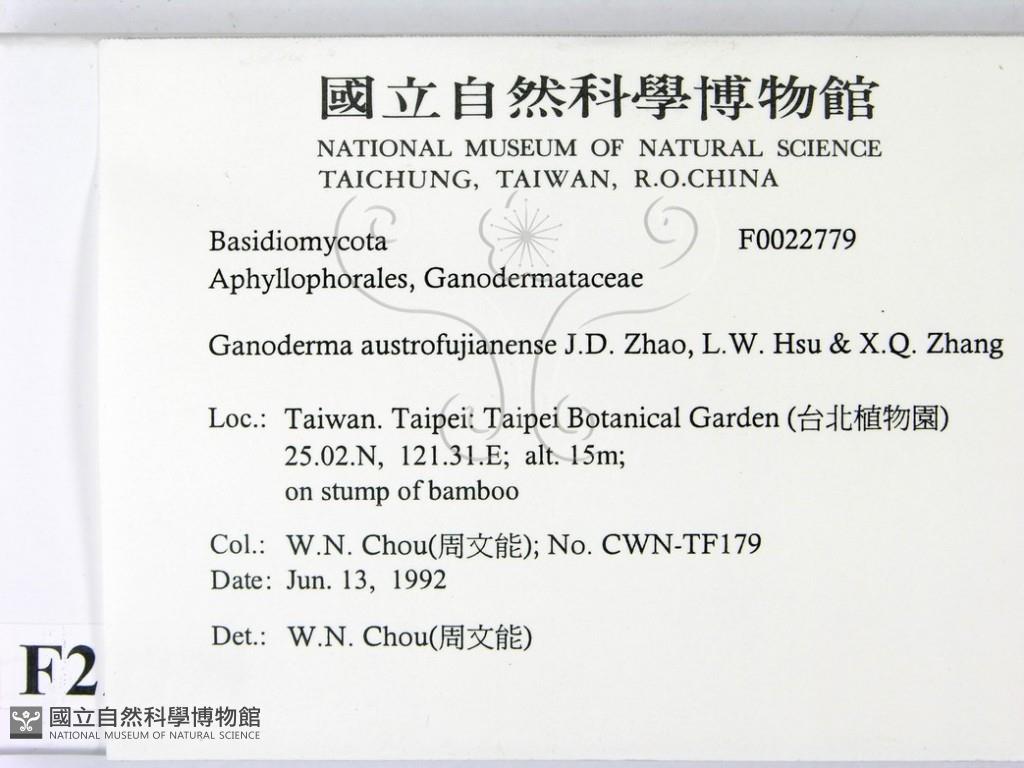 國立自然科學博物館
NATIONAL MUSEUM OF NATURAL SCIENCE
TAICHUNG, TAIWAN, R.O.CHINA
Basidiomycota F0022779
Aphyllophorales, Ganodermataceae
Ganoderma austrofujianense J.D. Zhao, L.W. Hsu & X.Q. Zhang
Loc.: Taiwan. Taipei: Taipei Botanical Garden (台北植物園)
25.02.N, 121.31.E; alt. 15m;
on stump of bamboo
Col.: W.N. Chou(周文能); No. CWN-TF179
Date: Jun. 13, 1992
Det.: W.N. Chou(周文能)
F2
國立自然科學博物館
NATIONAL MUSEUM OF NATURAL SCIENCE